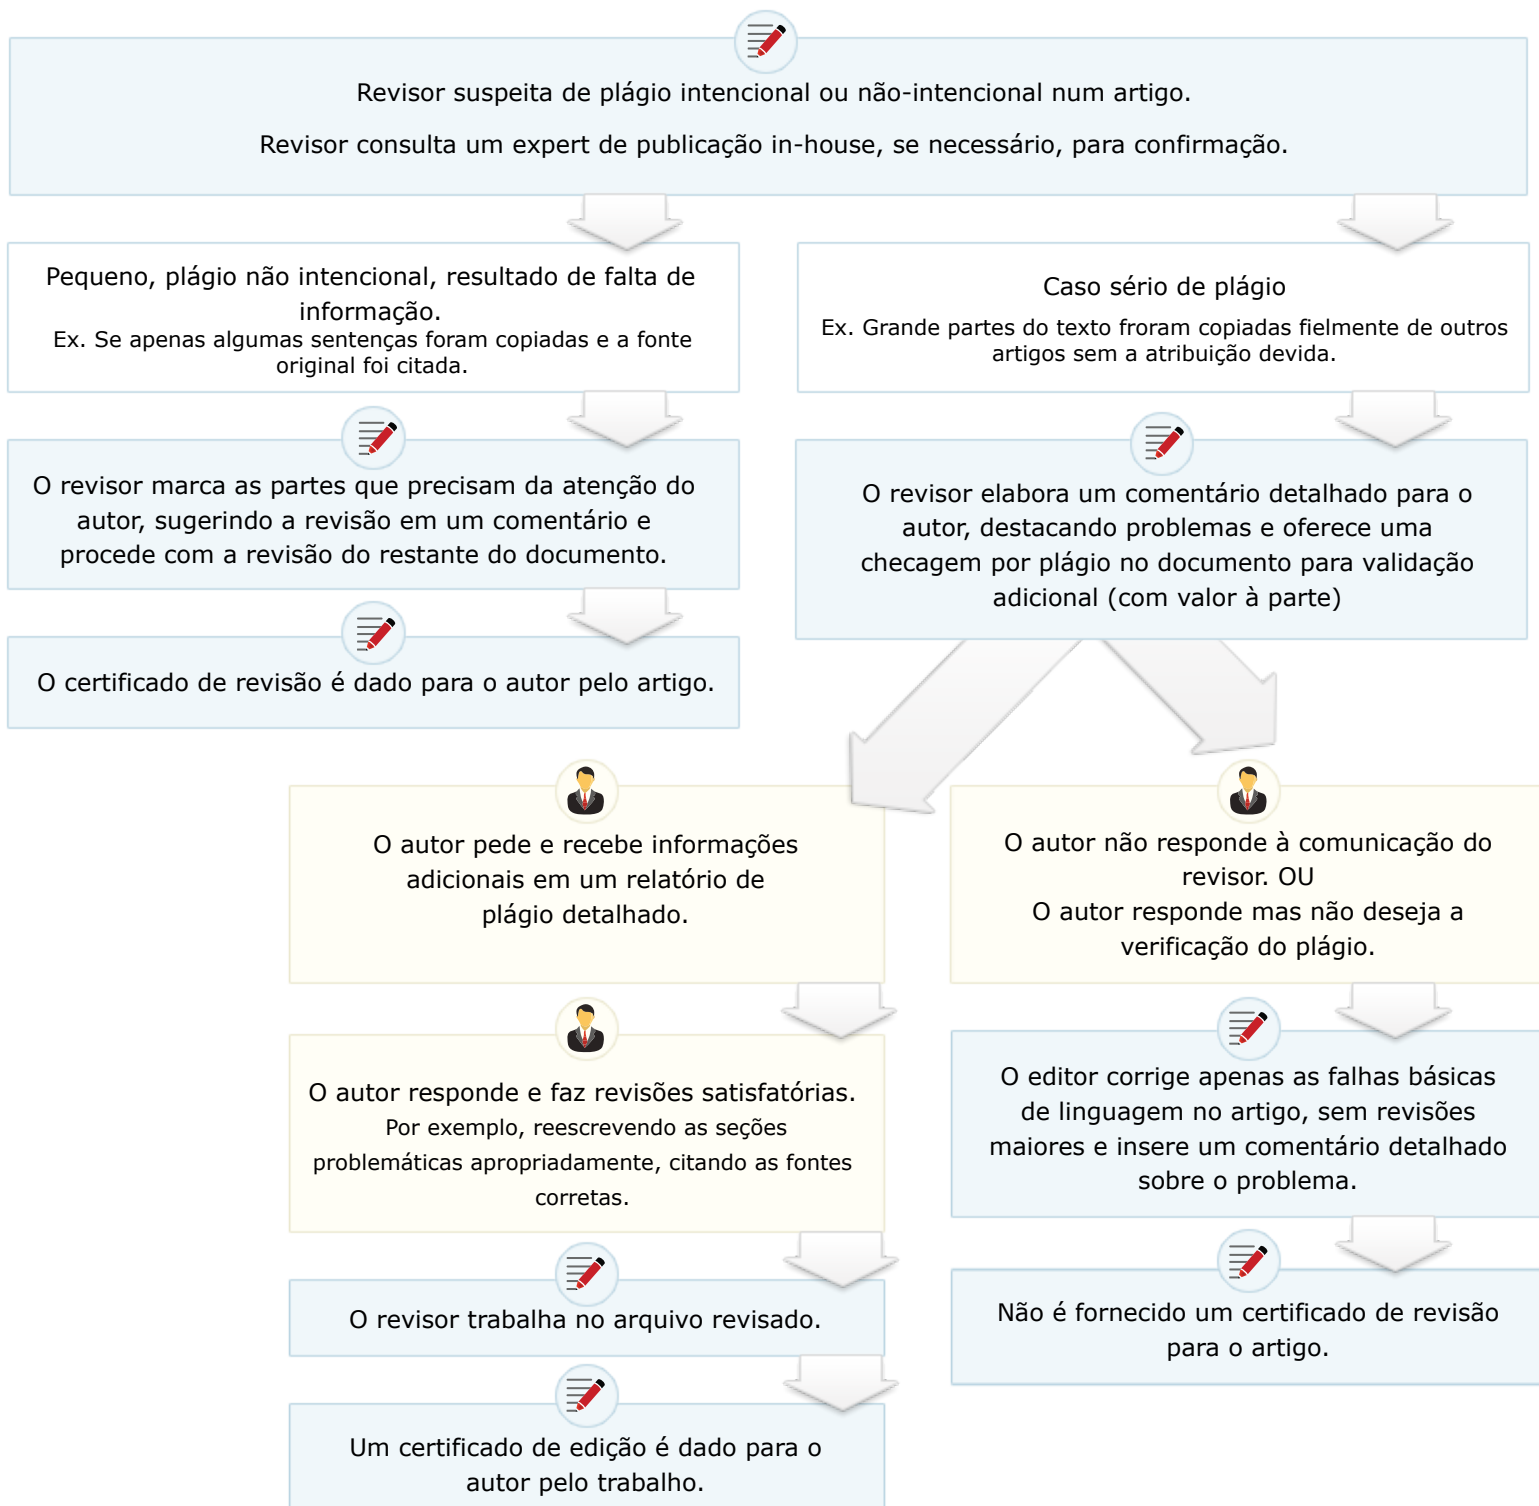 Revisor suspeita de plágio intencional ou não-intencional num artigo.
Revisor consulta um expert de publicação in-house, se necessário, para confirmação.
Pequeno, plágio não intencional, resultado de falta de
informação.
Ex. Se apenas algumas sentenças foram copiadas e a fonte
original foi citada.
Caso sério de plágio
Ex. Grande partes do texto froram copiadas fielmente de outros
artigos sem a atribuição devida.
O revisor marca as partes que precisam da atenção do
autor, sugerindo a revisão em um comentário e
procede com a revisão do restante do documento.
O revisor elabora um comentário detalhado para o
autor, destacando problemas e oferece uma
checagem por plágio no documento para validação
adicional (com valor à parte)
O certificado de revisão é dado para o autor pelo artigo.
O autor pede e recebe informações
adicionais em um relatório de
plágio detalhado.
O autor não responde à comunicação do
revisor. OU
O autor responde mas não deseja a
verificação do plágio.
O autor responde e faz revisões satisfatórias.
Por exemplo, reescrevendo as seções
problemáticas apropriadamente, citando as fontes
corretas.
O editor corrige apenas as falhas básicas
de linguagem no artigo, sem revisões
maiores e insere um comentário detalhado
sobre o problema.
O revisor trabalha no arquivo revisado.
Não é fornecido um certificado de revisão
para o artigo.
Um certificado de edição é dado para o
autor pelo trabalho.